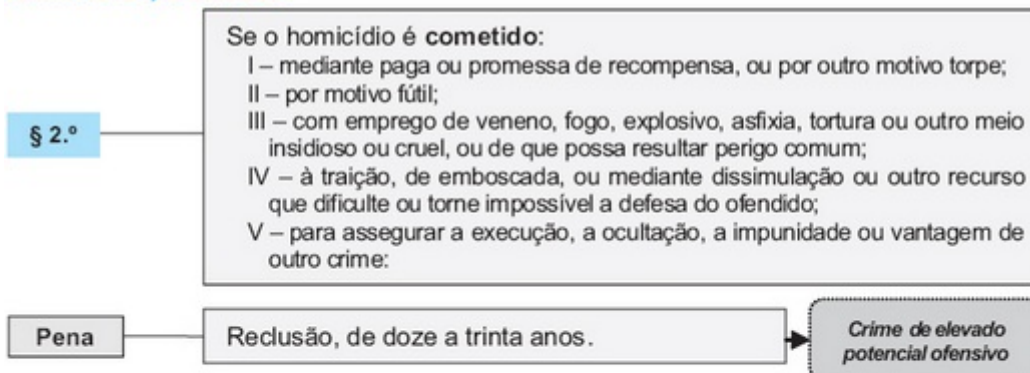 Se o homicídio é cometido:
I – mediante paga ou promessa de recompensa, ou por outro motivo torpe;
II – por motivo fútil;
§ 2.º
III – com emprego de veneno, fogo, explosivo, asfixia, tortura ou outro meio
insidioso ou cruel, ou de que possa resultar perigo comum;
IV – à traição, de emboscada, ou mediante dissimulação ou outro recurso
que dificulte ou torne impossível a defesa do ofendido;
V – para assegurar a execução, a ocultação, a impunidade ou vantagem de
outro crime:
Pena
Reclusão, de doze a trinta anos.
Crime de elevado
potencial ofensivo